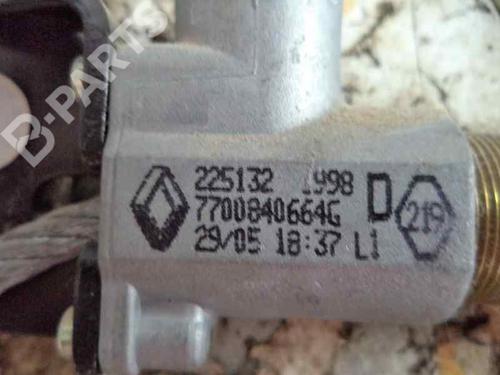 B-PARTS
225132 1998
7700840664G D 219
29/05 18:37 L1